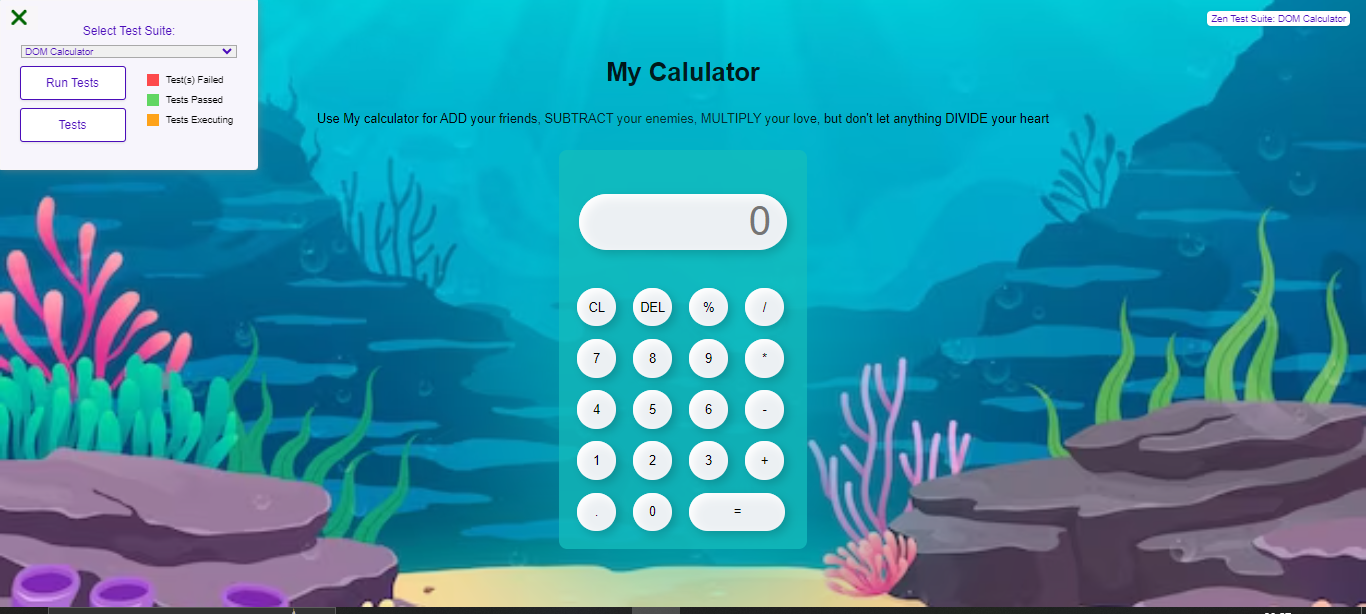 Select Test Suite:
DOM Calculator
Run Tests
Tests
Test(s) Failed
Tests Passed
Tests Executing
Zen Test Suite: DOM Calculator
My Calulator
Use My calculator for ADD your friends, SUBTRACT your enemies, MULTIPLY your love, but don't let anything DIVIDE your heart
0
CL DEL % /
7 8 9 *
4 5 6 -
1 2 3 +
. 0 =